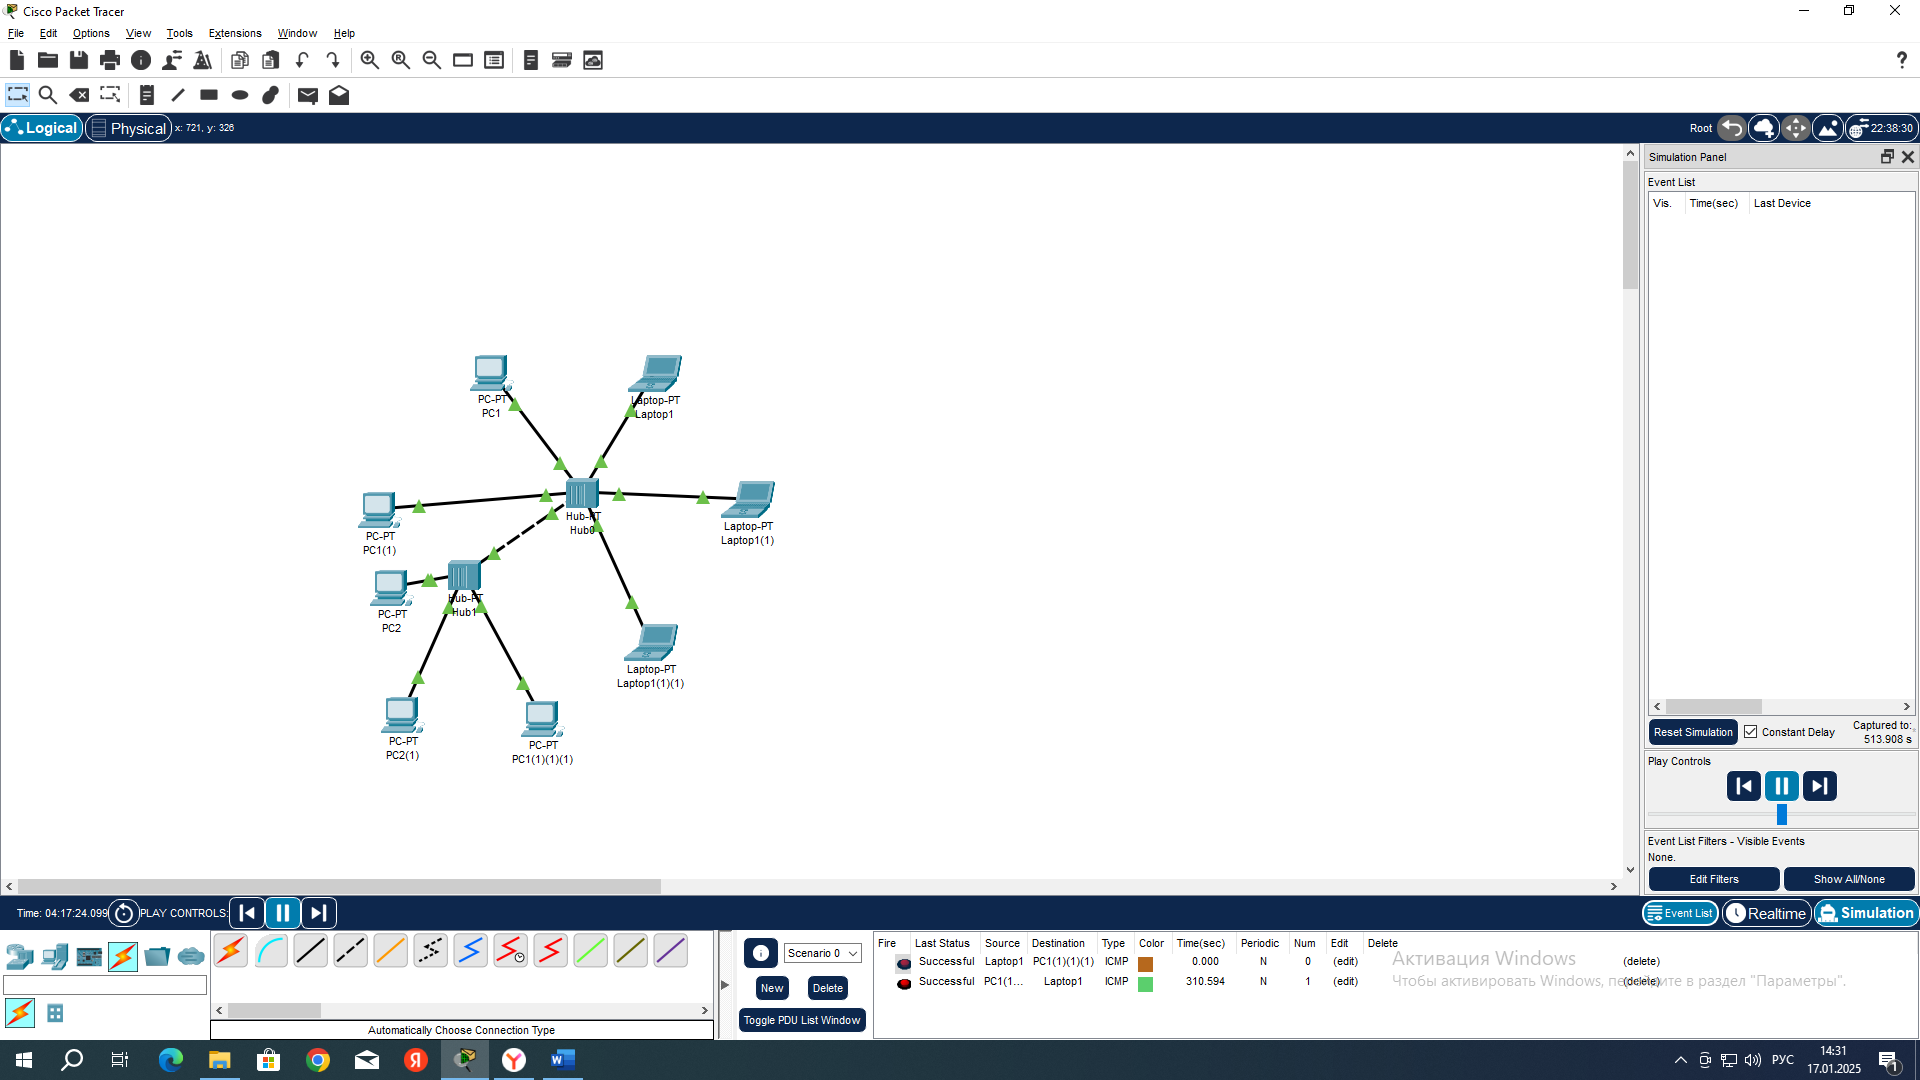 Cisco Packet Tracer
File Edit Options View Tools Extensions Window Help
Logical Physical x: 721, y: 326 Root 22:38:30
Simulation Panel
Event List
Vis. Time(sec) Last Device
PC-PT
PC1
Laptop-PT
Laptop1
Hub-PT
Hub0
Laptop-PT
Laptop1(1)
PC-PT
PC1(1)
PC-PT
PC2
Hub-PT
Hub1
Laptop-PT
Laptop1(1)(1)
PC-PT
PC2(1)
PC-PT
PC1(1)(1)(1)
Reset Simulation Constant Delay Captured to:
513.908 s
Play Controls
Event List Filters - Visible Events
None.
Edit Filters Show All/None
Time: 04:17:24.099 PLAY CONTROLS: Event List Realtime Simulation
Automatically Choose Connection Type
Scenario 0
New Delete
Toggle PDU List Window
Fire Last Status Source Destination Type Color Time(sec) Periodic Num Edit Delete
Successful Laptop1 PC1(1)(1)(1) ICMP 0.000 N 0 (edit) (delete)
Successful PC1(1... Laptop1 ICMP 310.594 N 1 (edit) (delete)
Активация Windows
Чтобы активировать Windows, перейдите в раздел "Параметры".
РУС
14:31
17.01.2025
1